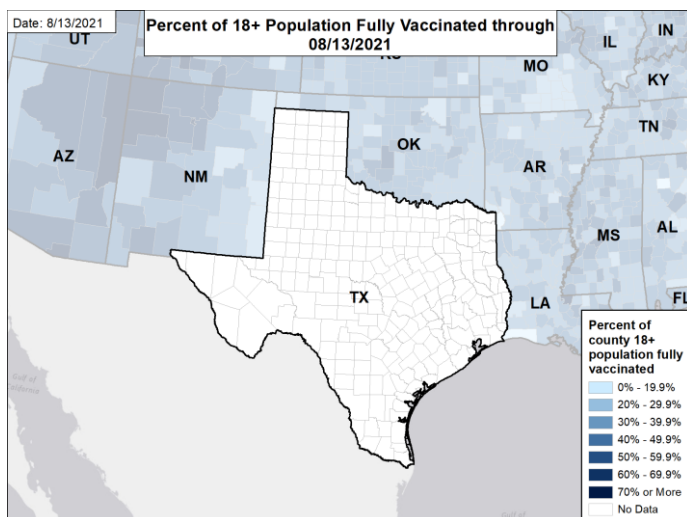 Date: 8/13/2021
Percent of 18+ Population Fully Vaccinated through
08/13/2021
UT
MO
IL
IN
KY
TN
AZ
NM
OK
AR
MS
AL
TX
LA
FL
Gulf of
California
Percent of
county 18+
population fully
vaccinated
0% - 19.9%
20% - 29.9%
30% - 39.9%
40% - 49.9%
50% - 59.9%
60% - 69.9%
70% or More
No Data